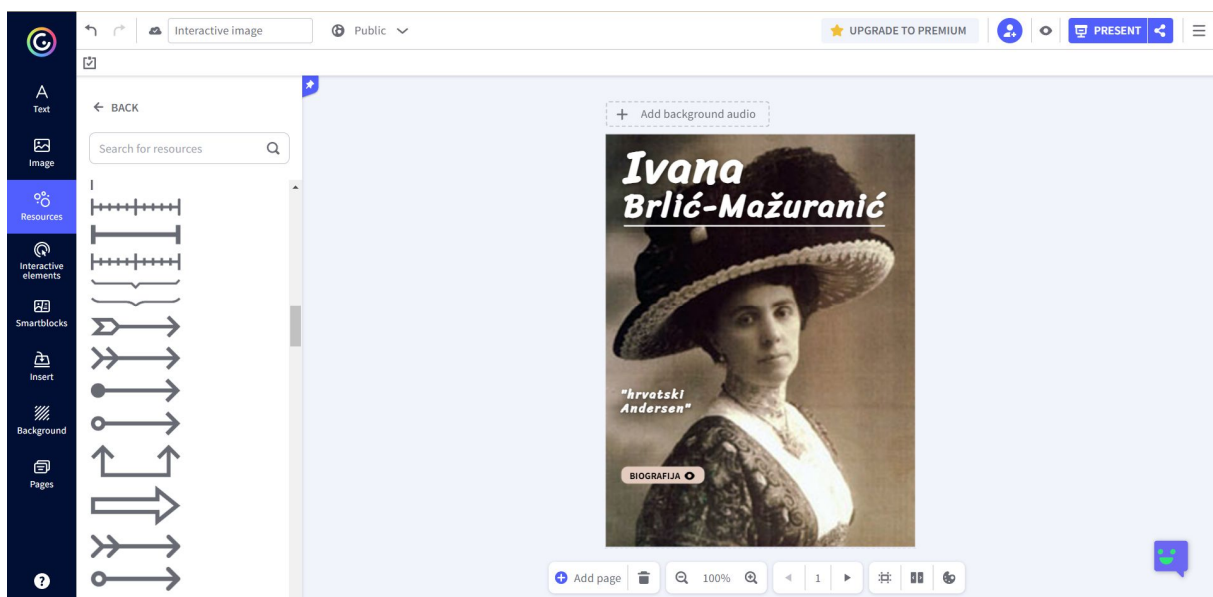 Interactive image
Public
UPGRADE TO PREMIUM
PRESENT
Text
Image
Resources
Interactive
elements
Smartblocks
Insert
Background
Pages
?
BACK
Search for resources
+ Add background audio
Ivana
Brlić-Mažuranić
"hrvatski
Andersen"
BIOGRAFIJA
Add page
100%
1